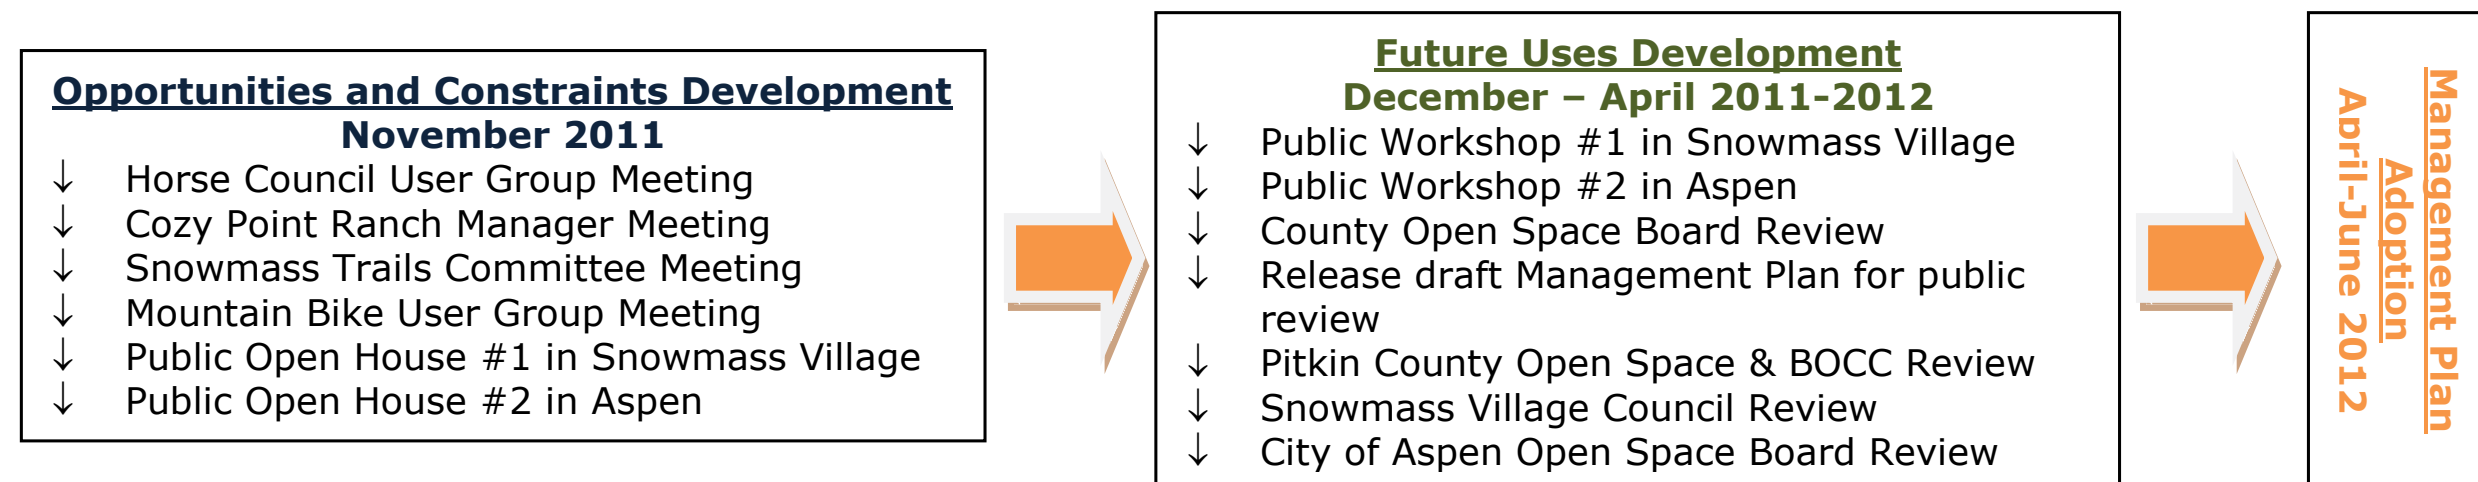 Opportunities and Constraints Development
November 2011
↓ Horse Council User Group Meeting
↓ Cozy Point Ranch Manager Meeting
↓ Snowmass Trails Committee Meeting
↓ Mountain Bike User Group Meeting
↓ Public Open House #1 in Snowmass Village
↓ Public Open House #2 in Aspen
Future Uses Development
December – April 2011-2012
↓ Public Workshop #1 in Snowmass Village
↓ Public Workshop #2 in Aspen
↓ County Open Space Board Review
↓ Release draft Management Plan for public
review
↓ Pitkin County Open Space & BOCC Review
↓ Snowmass Village Council Review
↓ City of Aspen Open Space Board Review
Management Plan
Adoption
April-June 2012